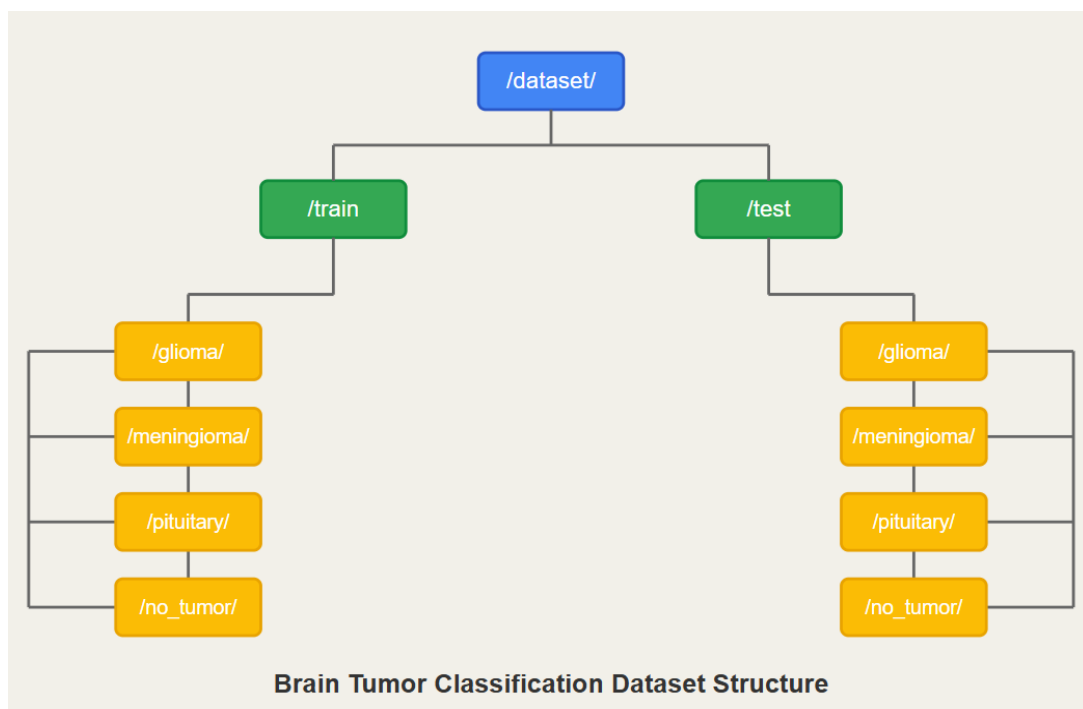 /dataset/
/train
/test
/glioma/
/glioma/
/meningioma/
/meningioma/
/pituitary/
/pituitary/
/no_tumor/
/no_tumor/
Brain Tumor Classification Dataset Structure